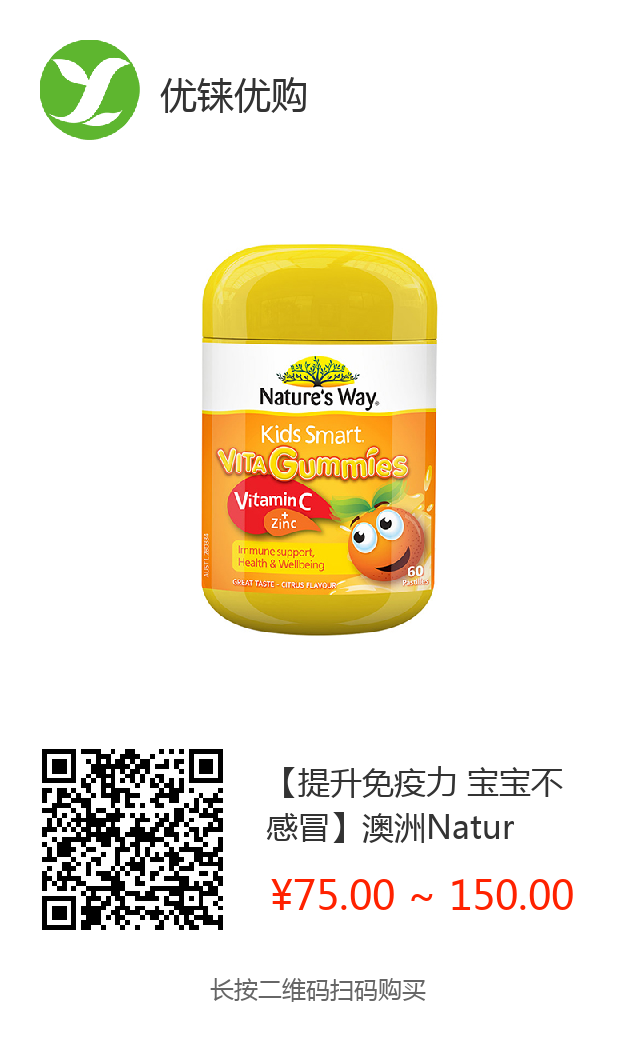 优铼优购
Nature's Way
Kids Smart.
VITA Gummies
Vitamin C
+
Zinc
Immune support,
Health & Wellbeing
GREAT TASTE - CITRUS FLAVOUR
60
Pastilles
【提升免疫力 宝宝不
感冒】澳洲Natur
¥75.00 ~ 150.00
长按二维码扫码购买